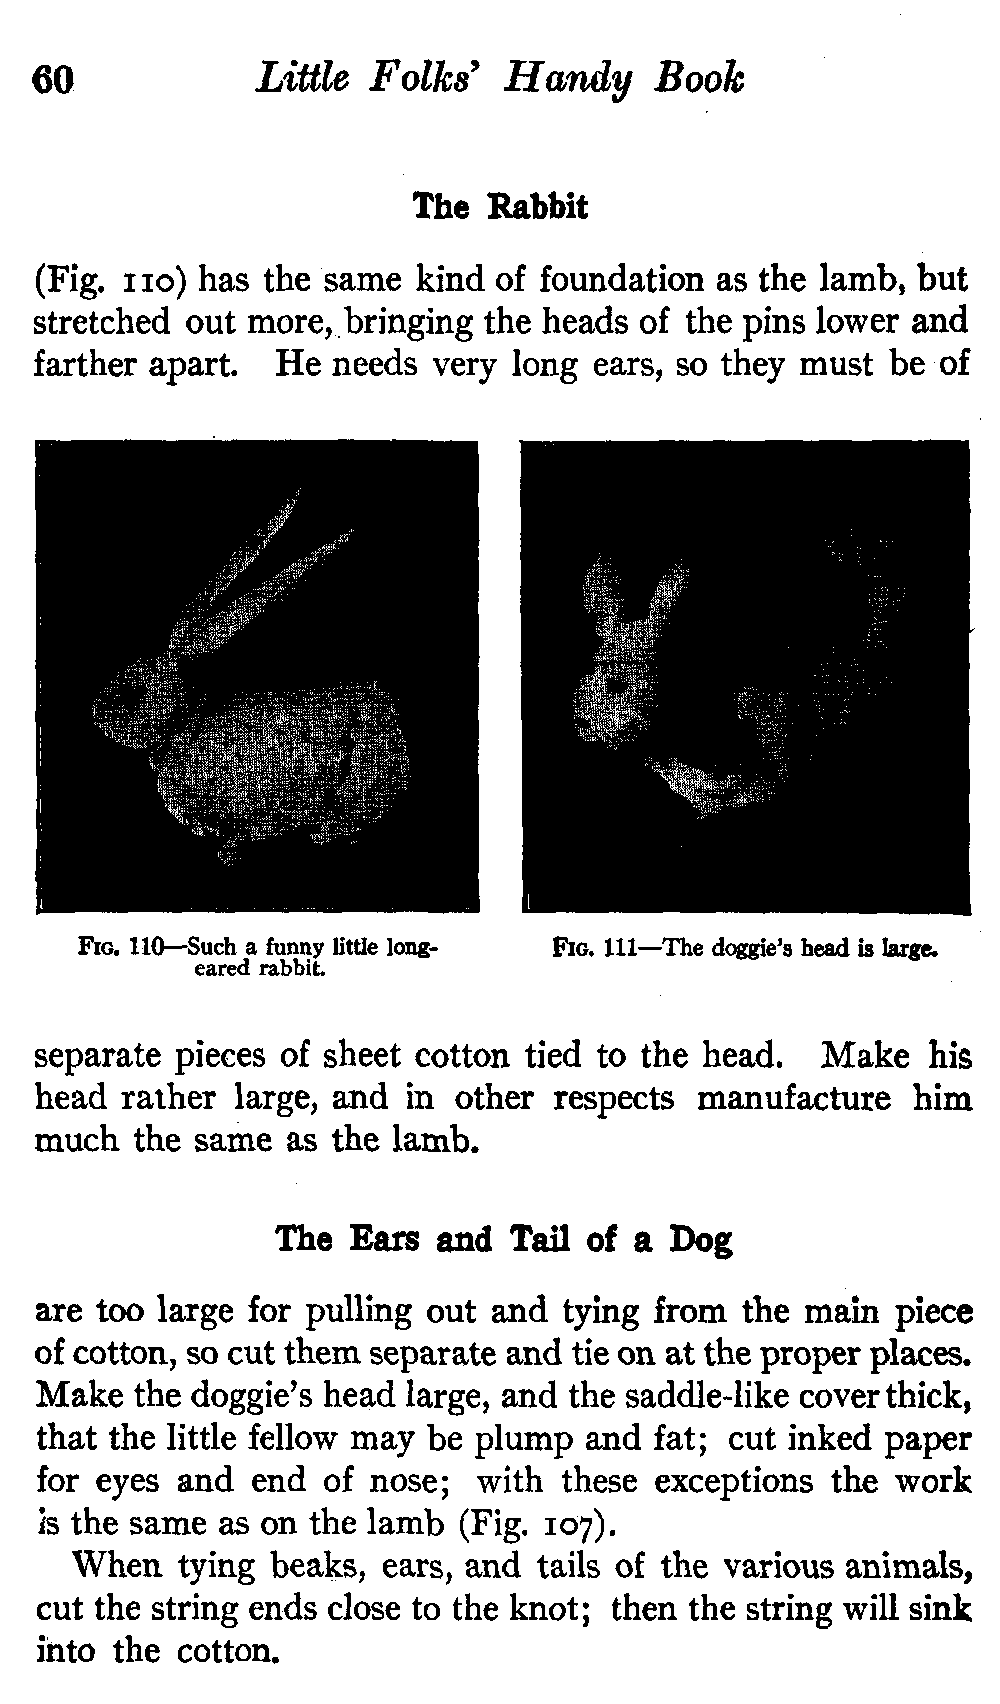 60 Little Folks' Handy Book
The Rabbit
(Fig. 110) has the same kind of foundation as the lamb, but
stretched out more, bringing the heads of the pins lower and
farther apart. He needs very long ears, so they must be of
Fig. 110—Such a funny little long-
eared rabbit.
Fig. 111—The doggie's head is large.
separate pieces of sheet cotton tied to the head. Make his
head rather large, and in other respects manufacture him
much the same as the lamb.
The Ears and Tail of a Dog
are too large for pulling out and tying from the main piece
of cotton, so cut them separate and tie on at the proper places.
Make the doggie's head large, and the saddle-like cover thick,
that the little fellow may be plump and fat; cut inked paper
for eyes and end of nose; with these exceptions the work
is the same as on the lamb (Fig. 107).
When tying beaks, ears, and tails of the various animals,
cut the string ends close to the knot; then the string will sink
into the cotton.